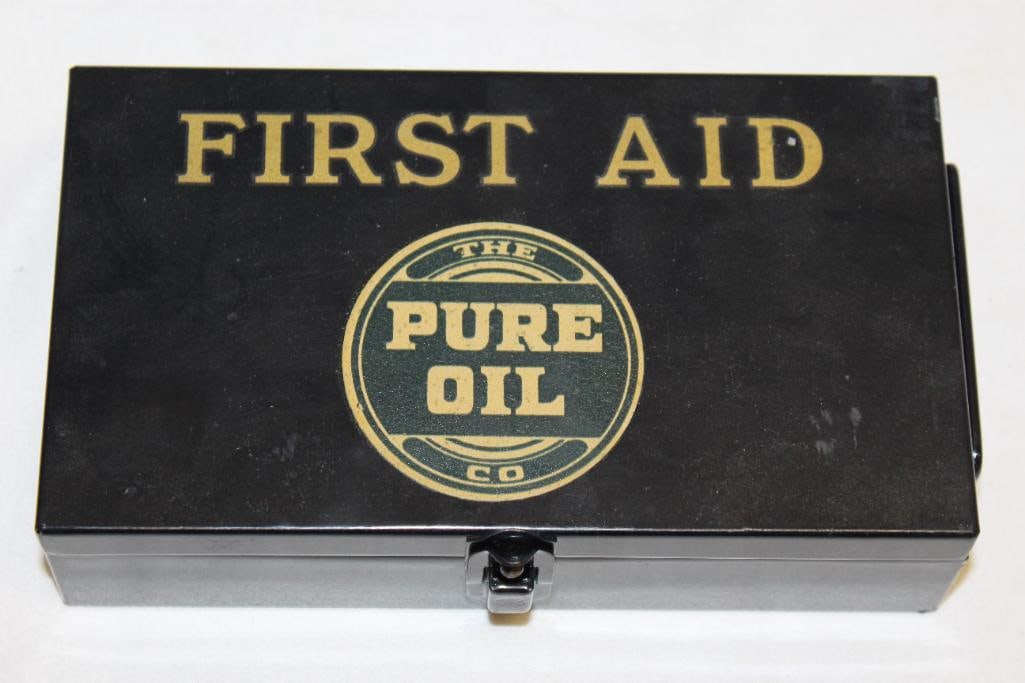 FIRST AID
THE
PURE
OIL
CO